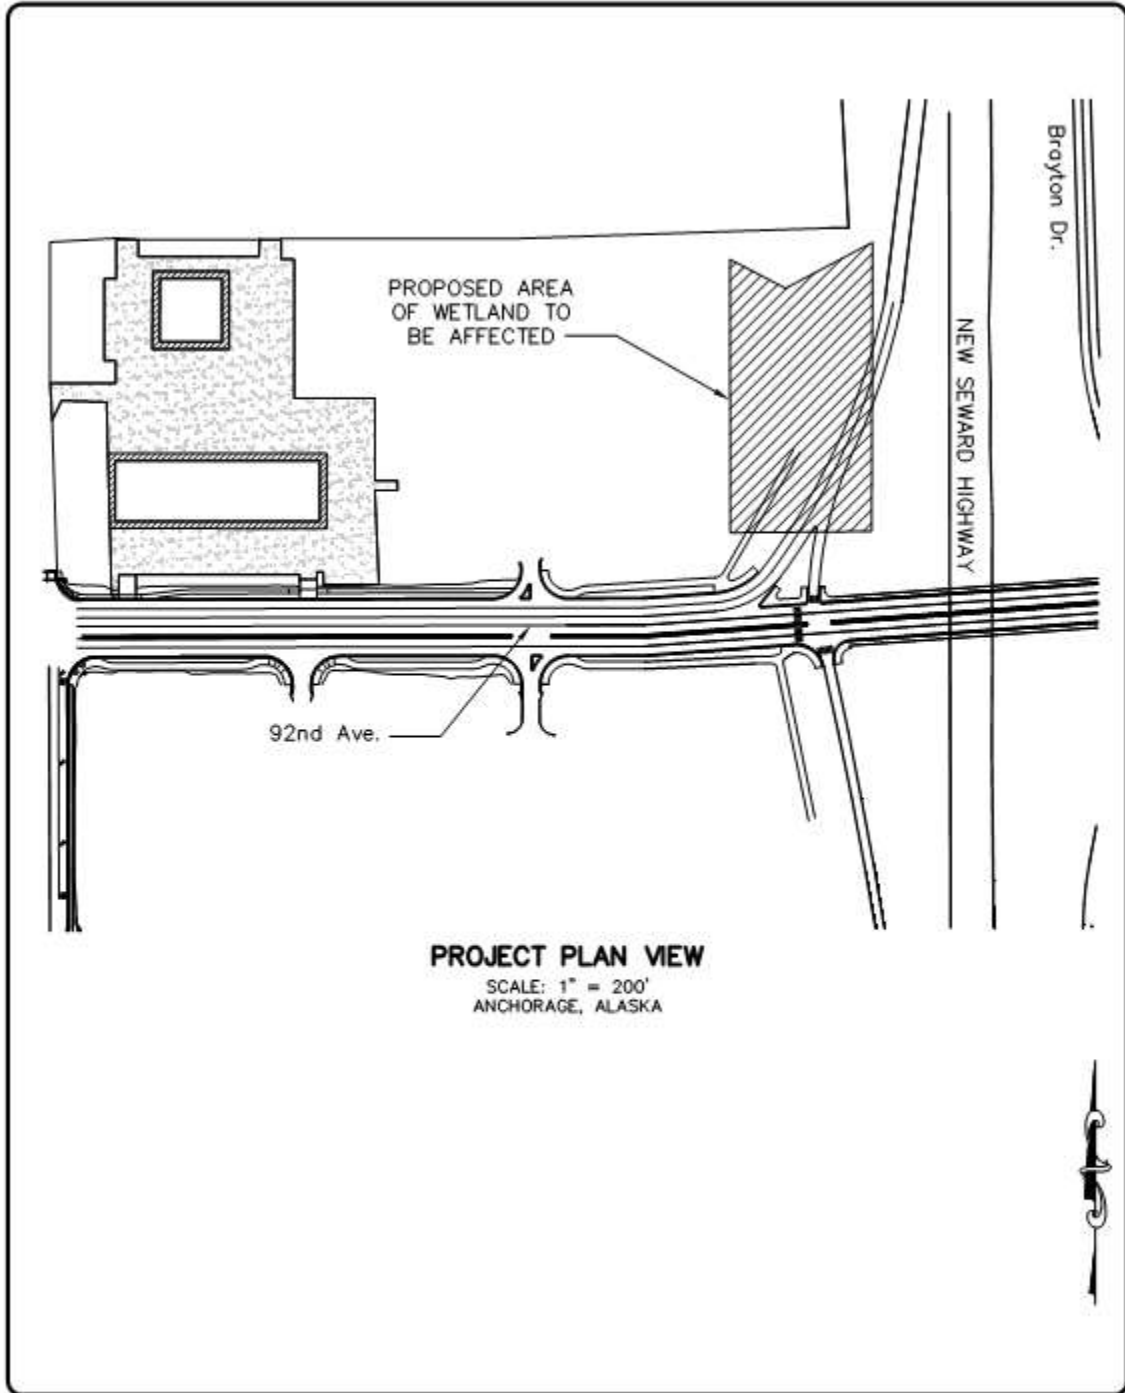 Brayton Dr.
PROPOSED AREA
OF WETLAND TO
BE AFFECTED
NEW SEWARD HIGHWAY
92nd Ave.
PROJECT PLAN VIEW
SCALE: 1" = 200'
ANCHORAGE, ALASKA